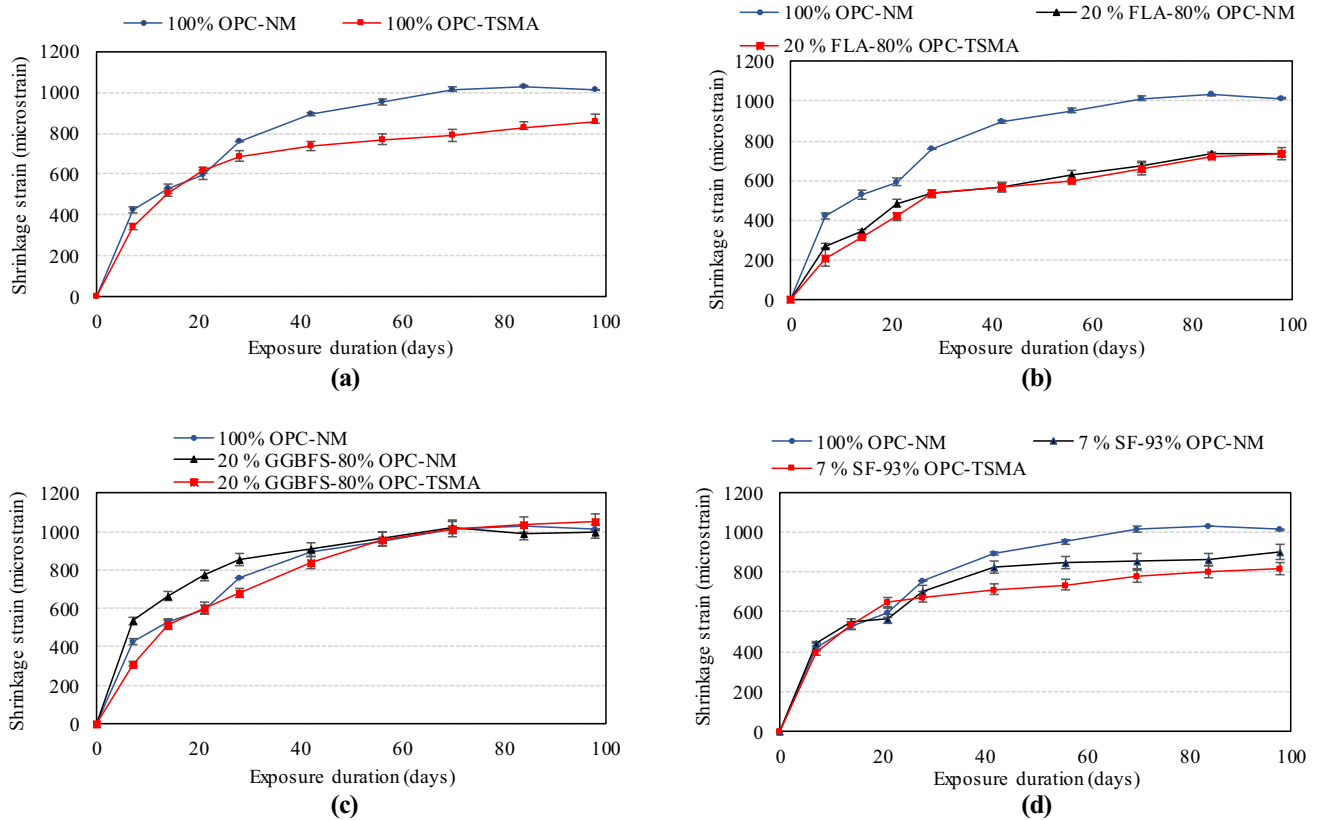 100% OPC-NM 100% OPC-TSMA
1200
1000
800
600
400
200
0
Shrinkage strain (microstrain)
0 20 40 60 80 100
Exposure duration (days)
(a)
100% OPC-NM 20 % FLA-80% OPC-NM
20 % FLA-80% OPC-TSMA
1200
1000
800
600
400
200
0
Shrinkage strain (microstrain)
0 20 40 60 80 100
Exposure duration (days)
(b)
100% OPC-NM
20 % GGBFS-80% OPC-NM
20 % GGBFS-80% OPC-TSMA
1200
1000
800
600
400
200
0
Shrinkage strain (microstrain)
0 20 40 60 80 100
Exposure duration (days)
(c)
100% OPC-NM 7 % SF-93% OPC-NM
7 % SF-93% OPC-TSMA
1200
1000
800
600
400
200
0
Shrinkage strain (microstrain)
0 20 40 60 80 100
Exposure duration (days)
(d)